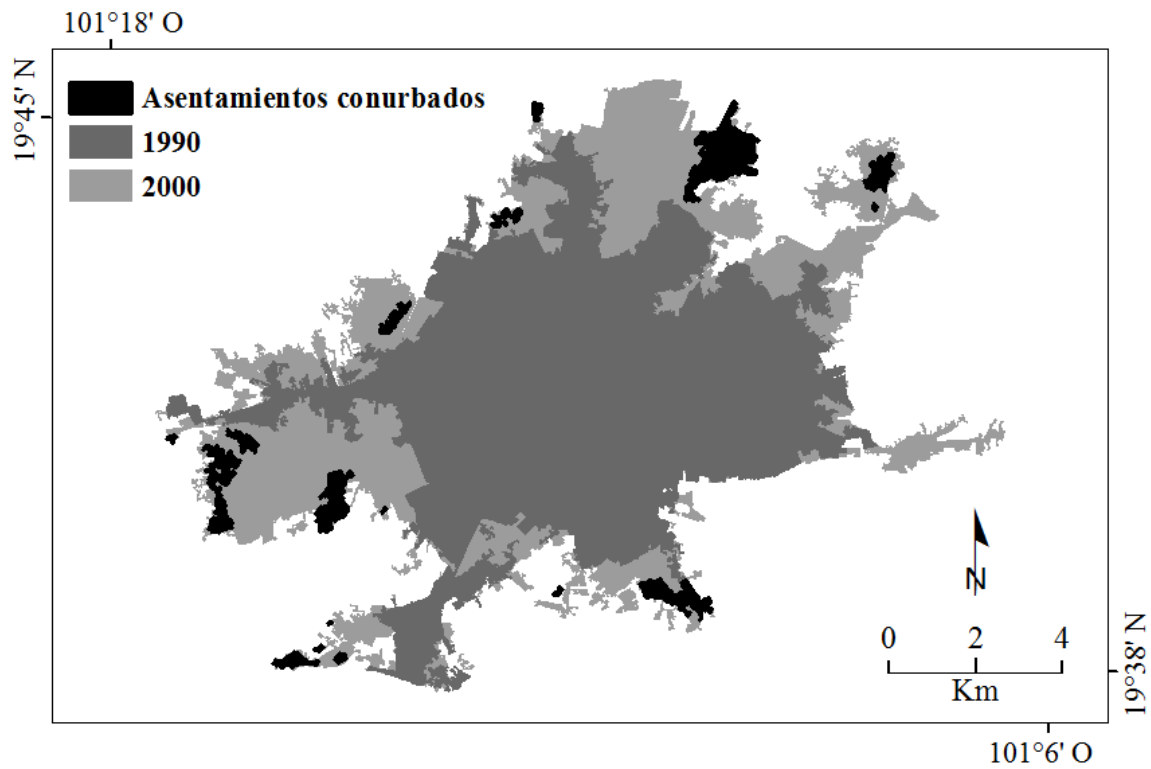 101°18' O
19°45' N
Asentamientos conurbados
1990
2000
N
0 2 4
Km
19°38' N
101°6' O